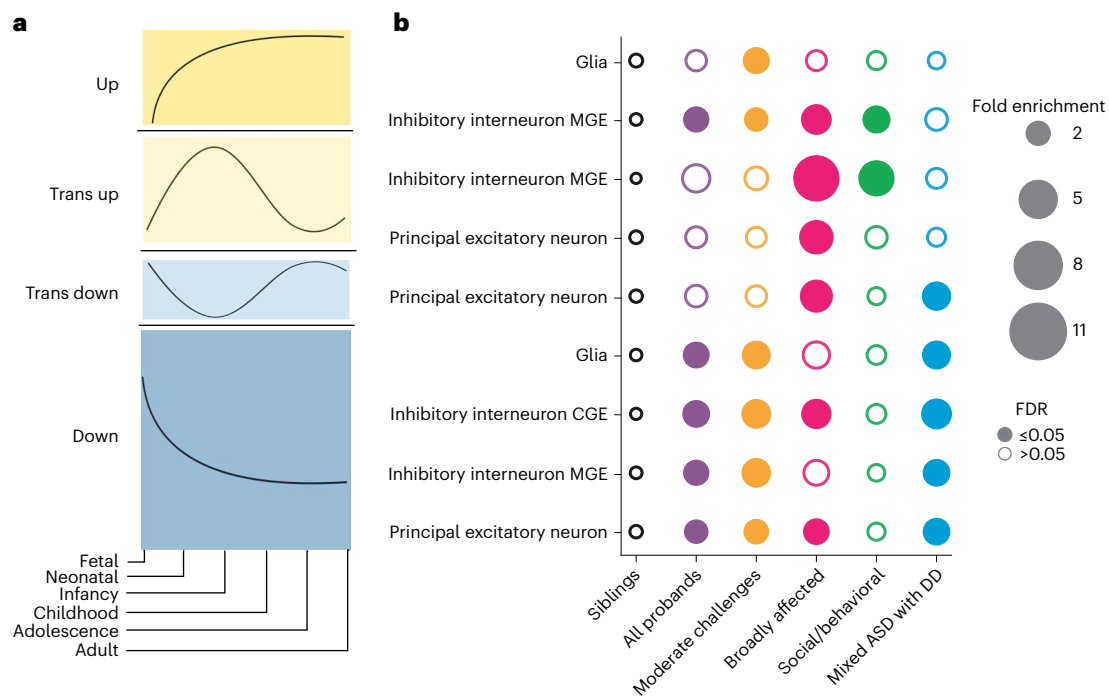 a
Up
Trans up
Trans down
Down
Fetal
Neonatal
Infancy
Childhood
Adolescence
Adult
b
Glia
Inhibitory interneuron MGE
Inhibitory interneuron MGE
Principal excitatory neuron
Principal excitatory neuron
Glia
Inhibitory interneuron CGE
Inhibitory interneuron MGE
Principal excitatory neuron
Siblings
All probands
Moderate challenges
Broadly affected
Social/behavioral
Mixed ASD with DD
Fold enrichment
2
5
8
11
FDR
≤0.05
>0.05